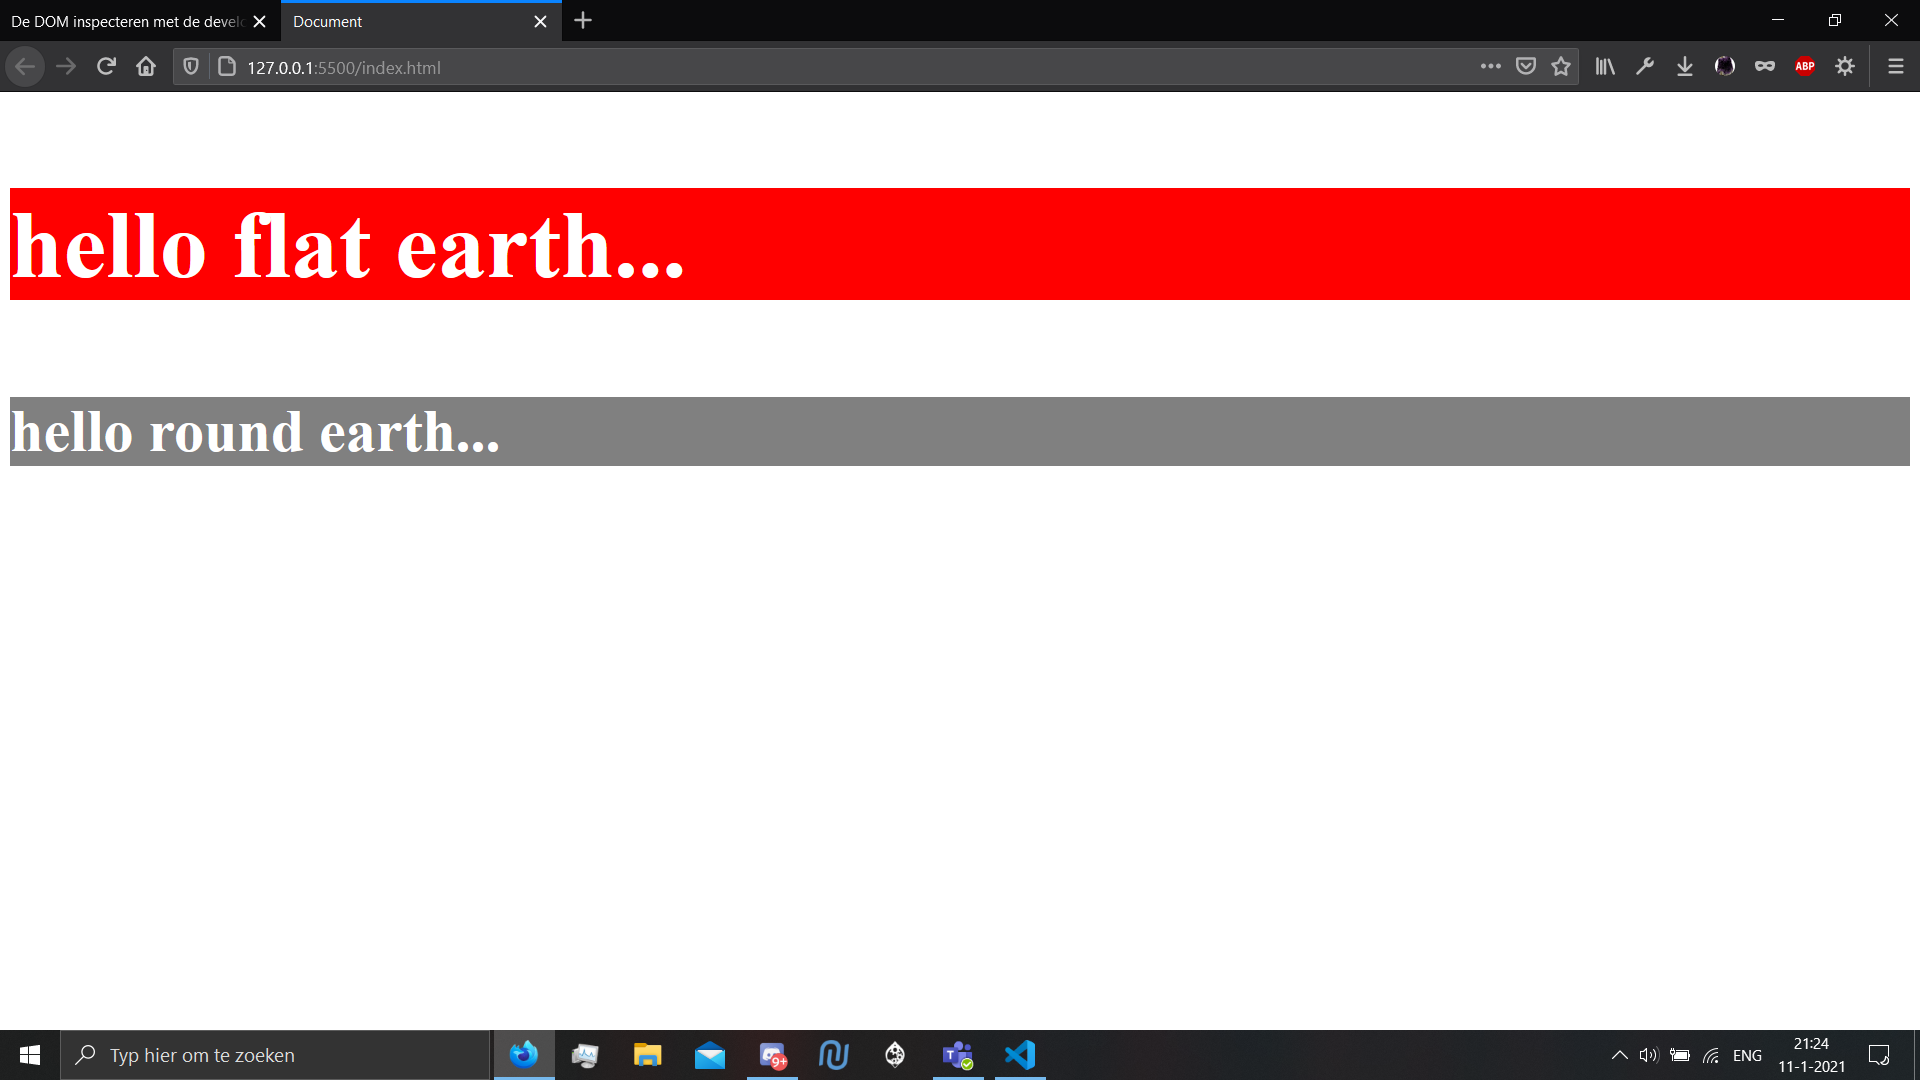 De DOM inspecteren met de develo
Document
127.0.0.1:5500/index.html
ABP
hello flat earth...
hello round earth...
Typ hier om te zoeken
9+
T
ENG
21:24
11-1-2021